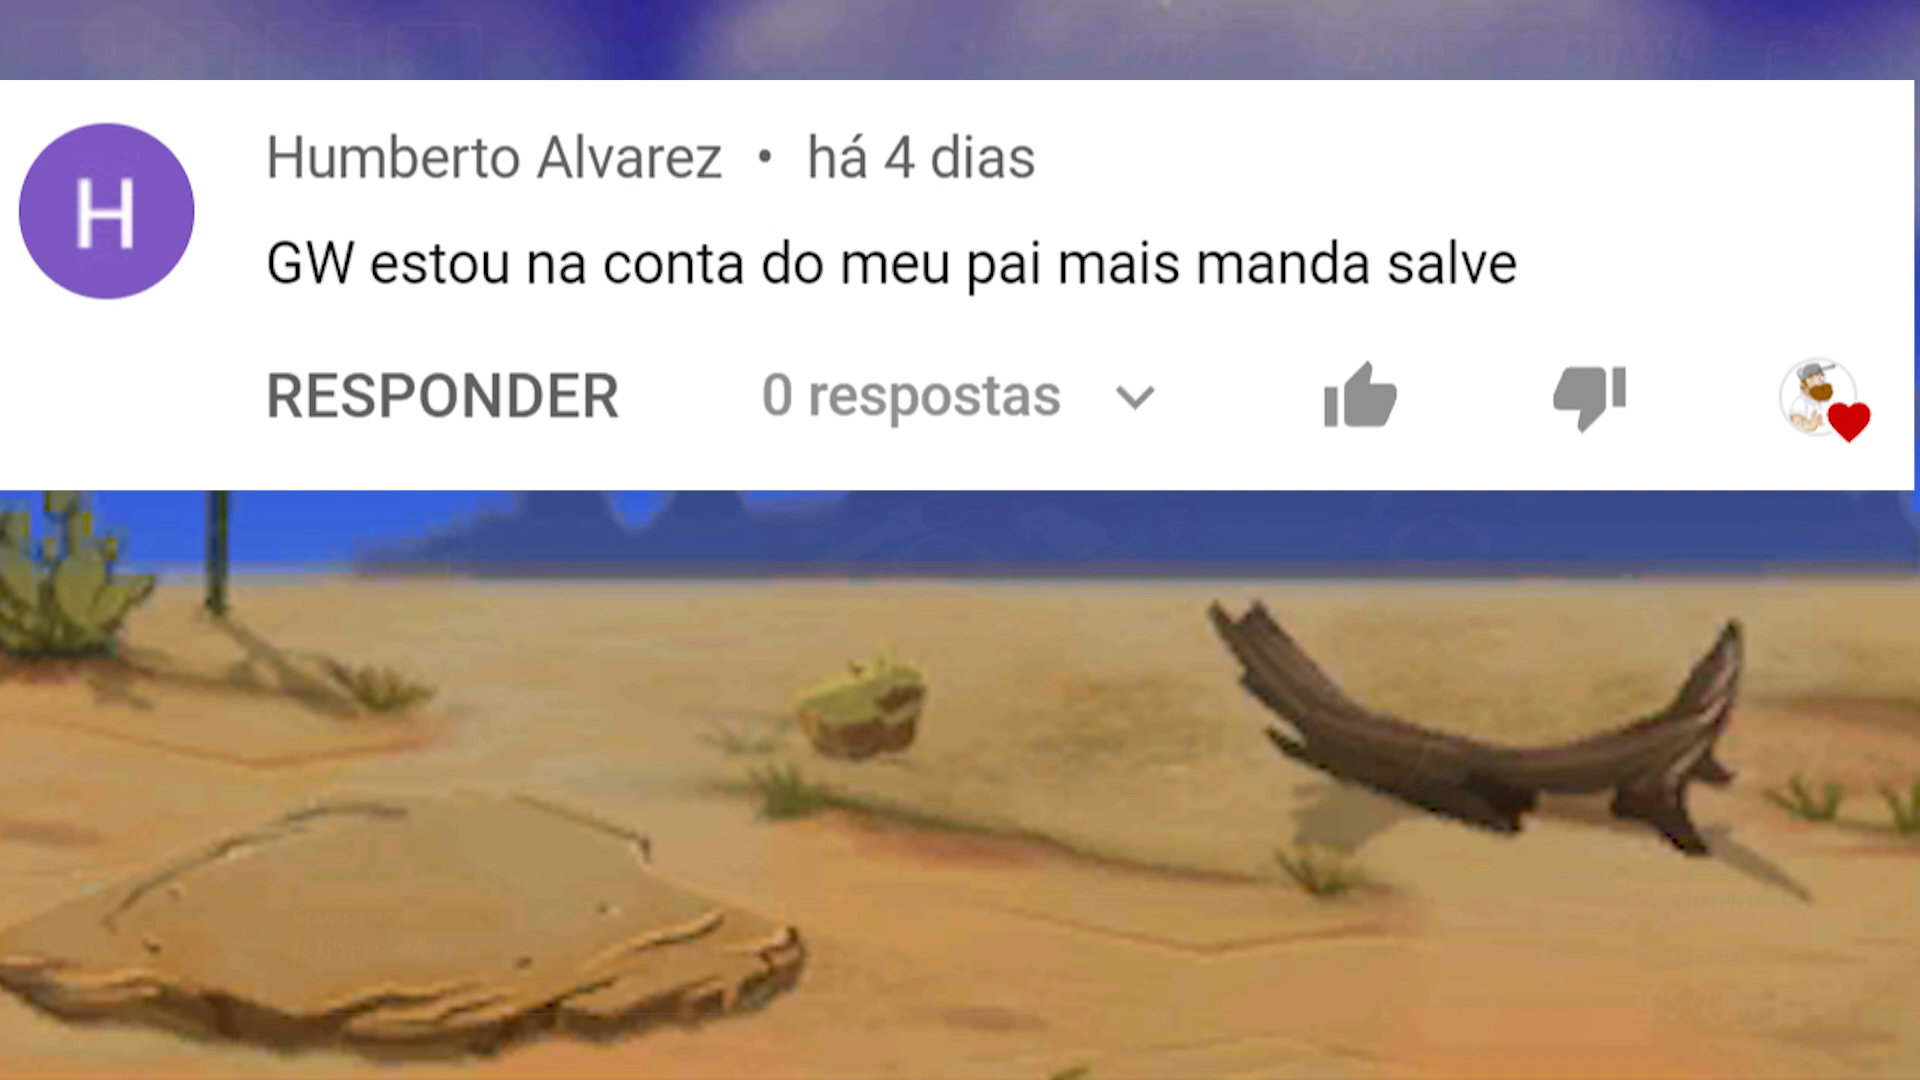 H
Humberto Alvarez • há 4 dias
GW estou na conta do meu pai mais manda salve
RESPONDER 0 respostas